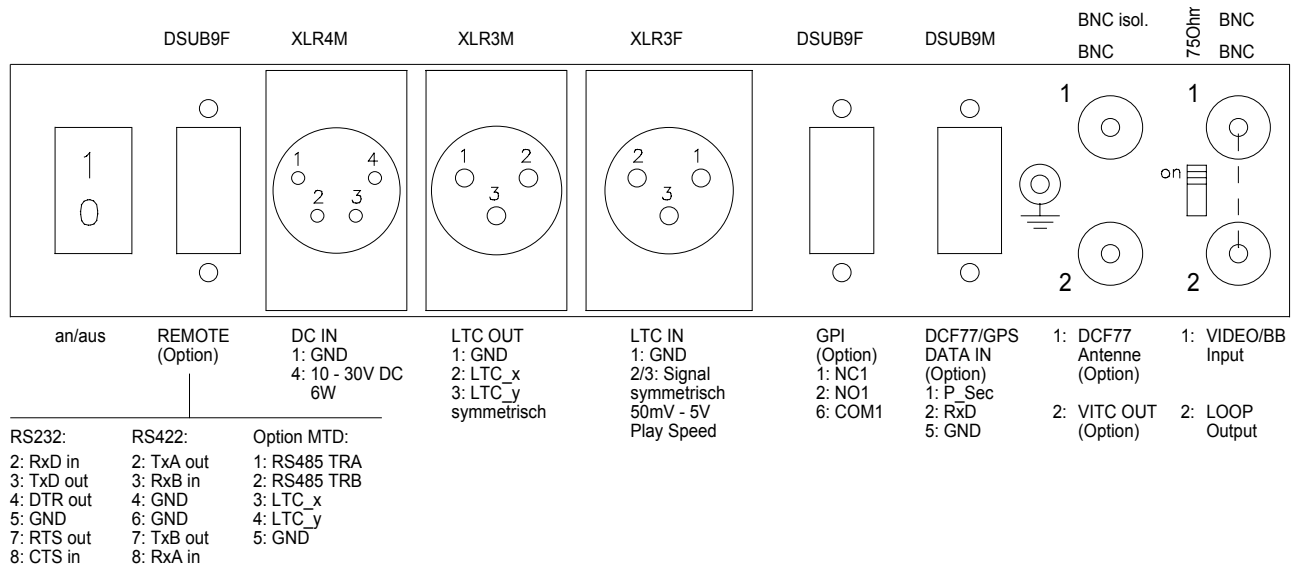 BNC isol.
BNC
DSUB9F
XLR4M
XLR3M
XLR3F
DSUB9F
DSUB9M
BNC
75Ohm
BNC
1
0
1
4
2
3
1
2
3
2
1
3
1
2
on
1
2
an/aus
REMOTE
(Option)
DC IN
1: GND
4: 10 - 30V DC
6W
LTC OUT
1: GND
2: LTC_x
3: LTC_y
symmetrisch
LTC IN
1: GND
2/3: Signal
symmetrisch
50mV - 5V
Play Speed
GPI
(Option)
1: NC1
2: NO1
6: COM1
DCF77/GPS
DATA IN
(Option)
1: P_Sec
2: RxD
5: GND
1: DCF77
Antenne
(Option)
2: VITC OUT
(Option)
1: VIDEO/BB
Input
2: LOOP
Output
RS232:
2: RxD in
3: TxD out
4: DTR out
5: GND
7: RTS out
8: CTS in
RS422:
2: TxA out
3: RxB in
4: GND
6: GND
7: TxB out
8: RxA in
Option MTD:
1: RS485 TRA
2: RS485 TRB
3: LTC_x
4: LTC_y
5: GND